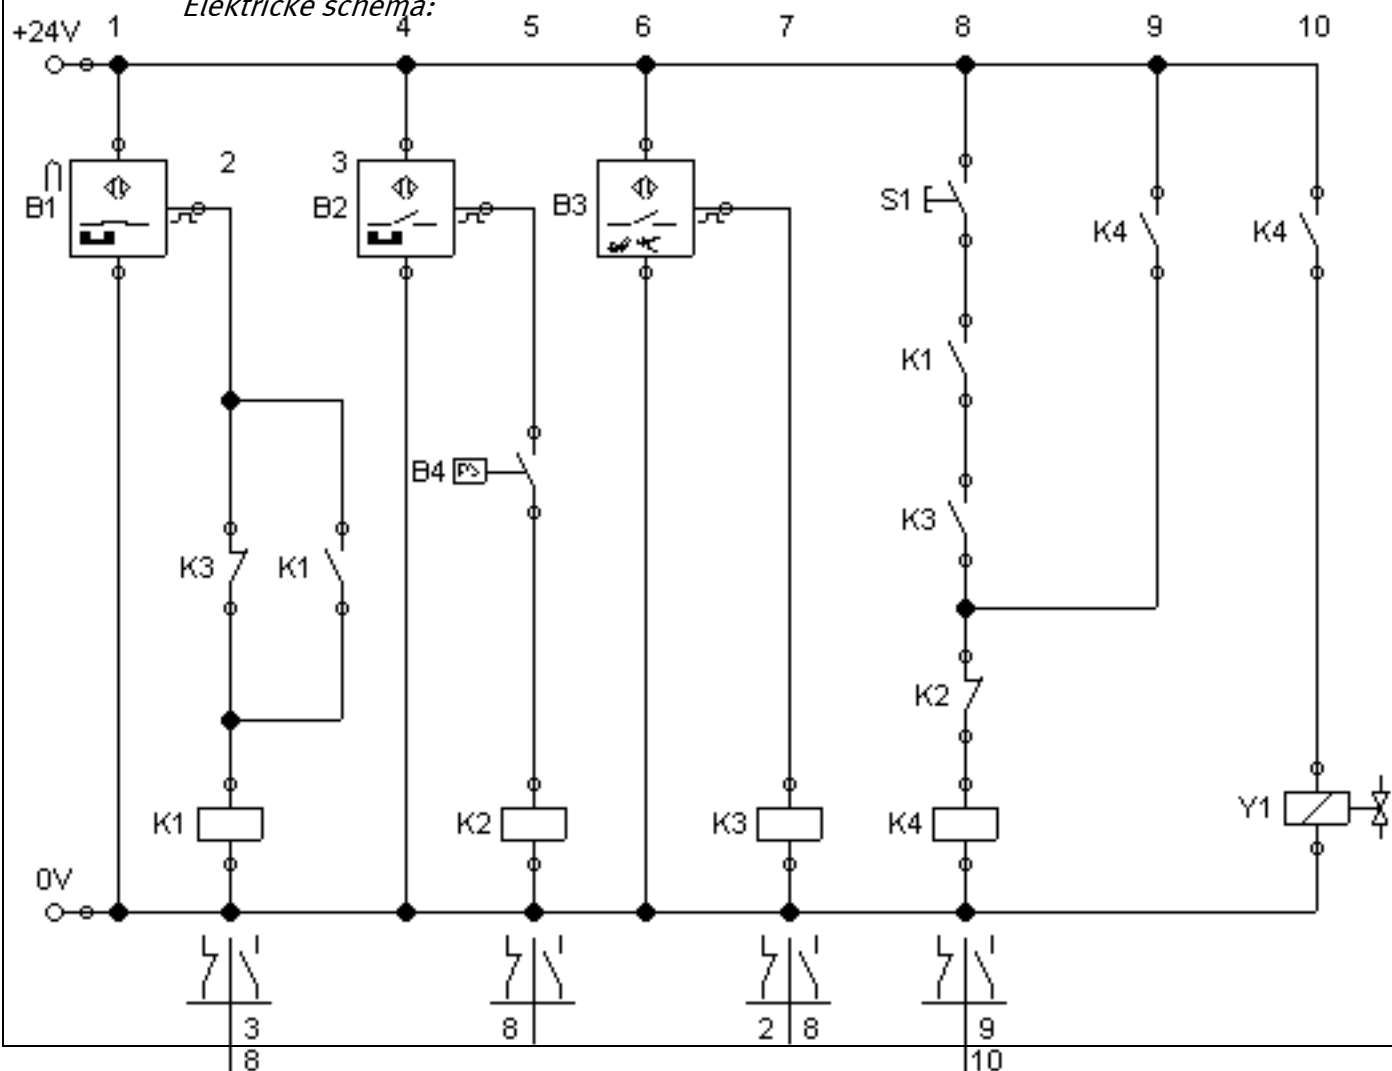 Elektrické schéma:
+24V 1 4 5 6 7 8 9 10
2 3
B1 B2 B3 S1
K4 K4
K1
B4
K3
K3 K1
K2
K1 K2 K3 K4 Y1
0V
3 8 2 8 9
8 10